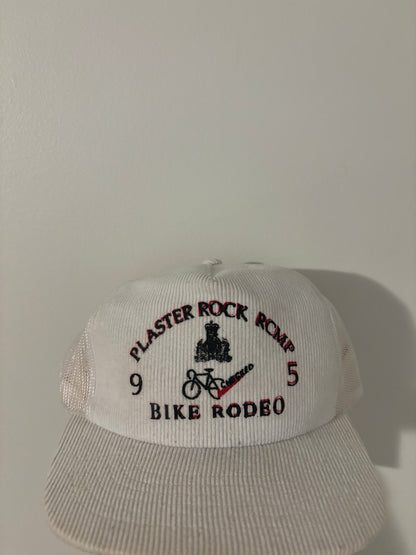 PLASTER ROCK RCMP
9 5
BIKE RODEO